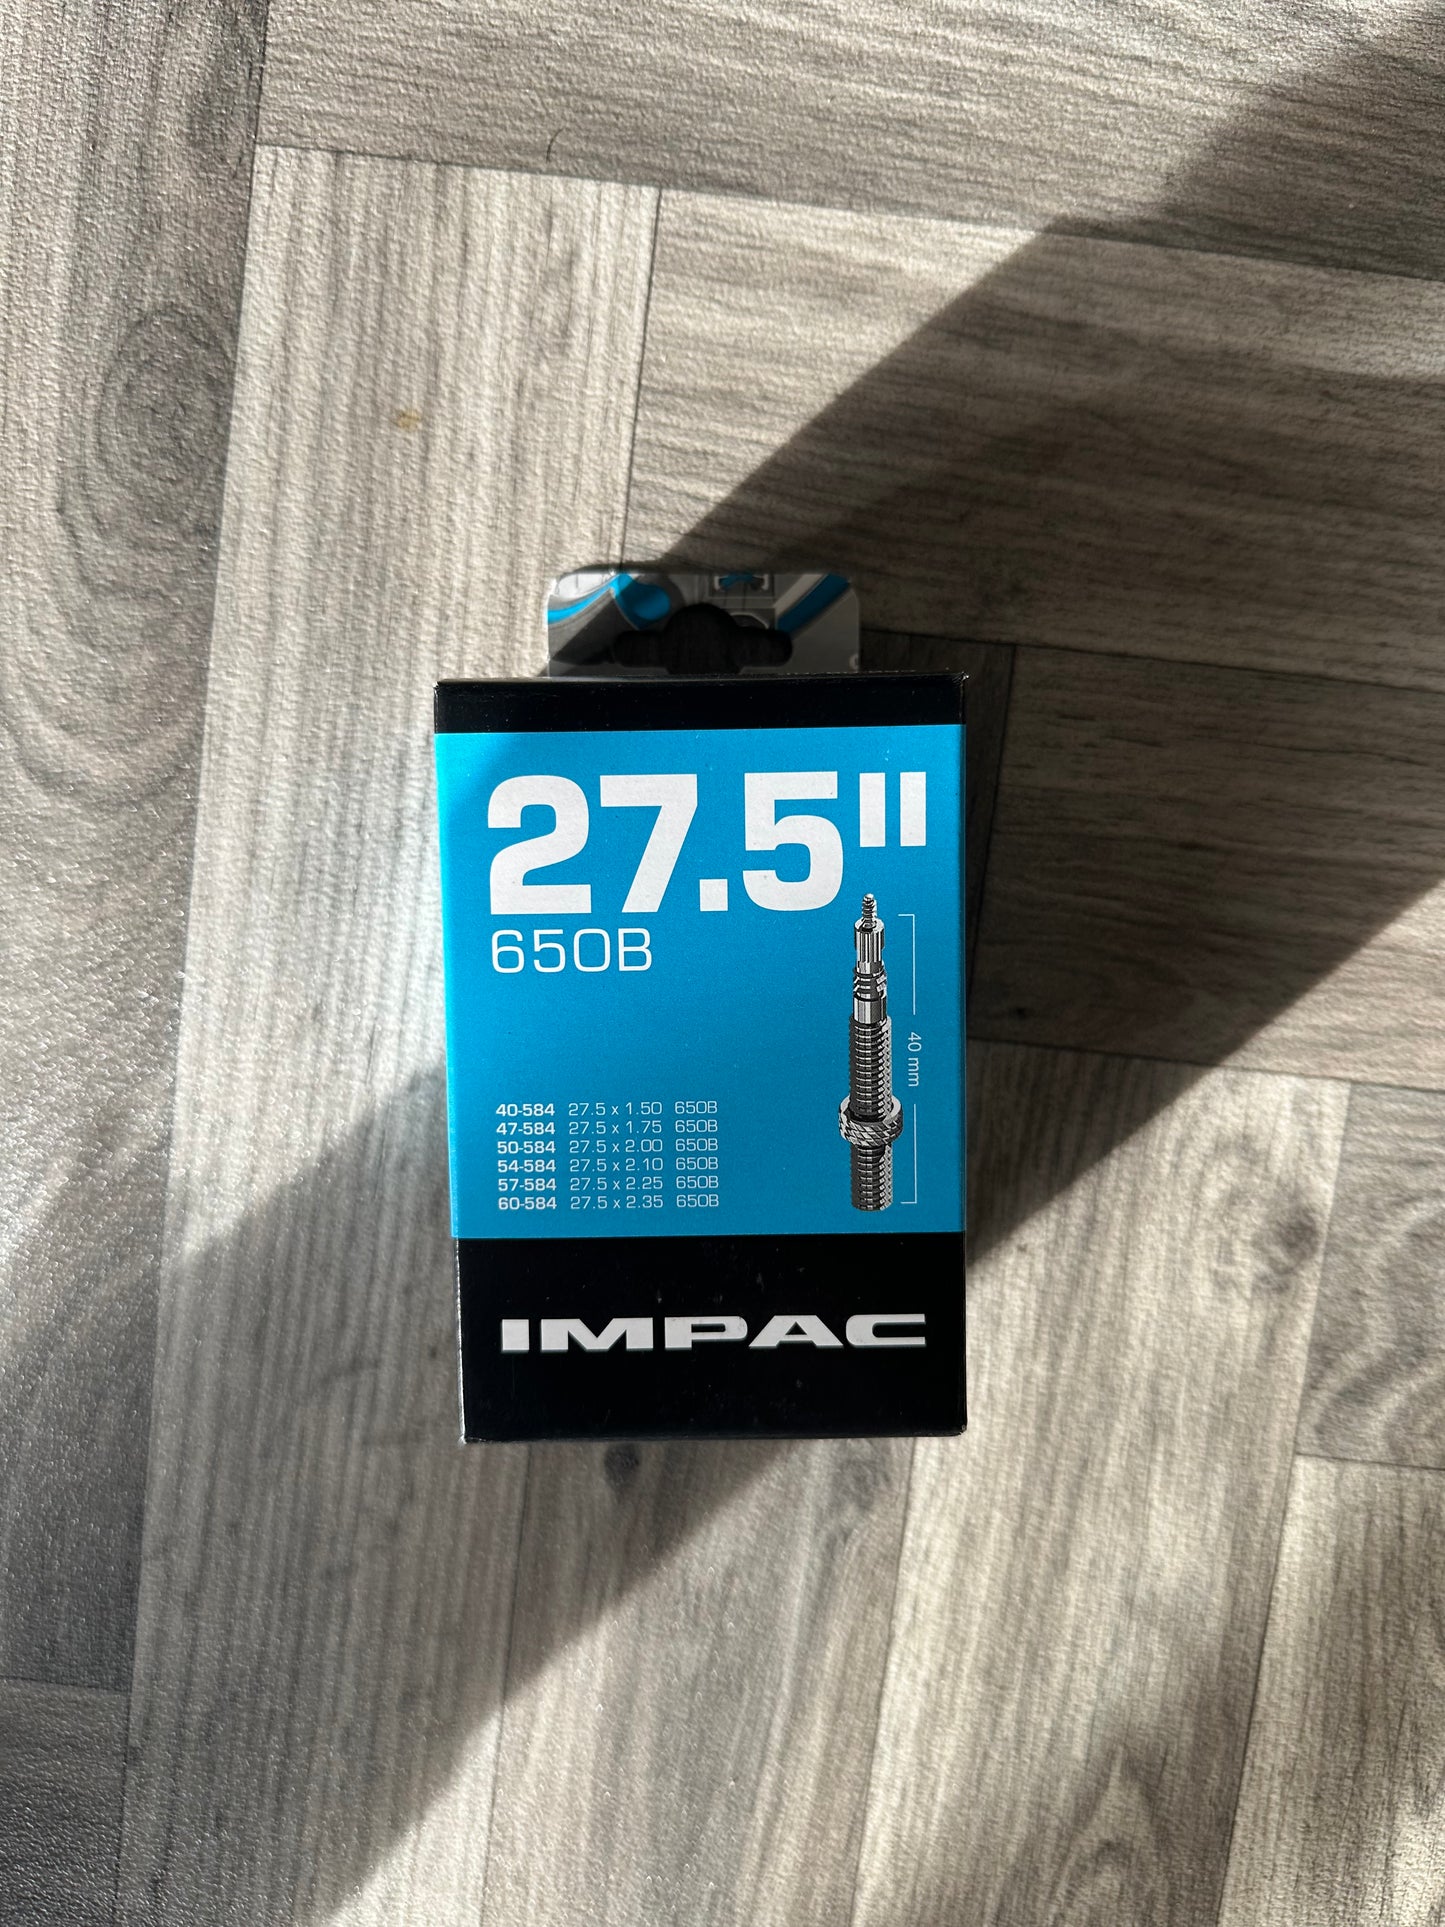 27.5"
650B
40 mm
40-584 27.5 x 1.50 650B
47-584 27.5 x 1.75 650B
50-584 27.5 x 2.00 650B
54-584 27.5 x 2.10 650B
57-584 27.5 x 2.25 650B
60-584 27.5 x 2.35 650B
IMPAC